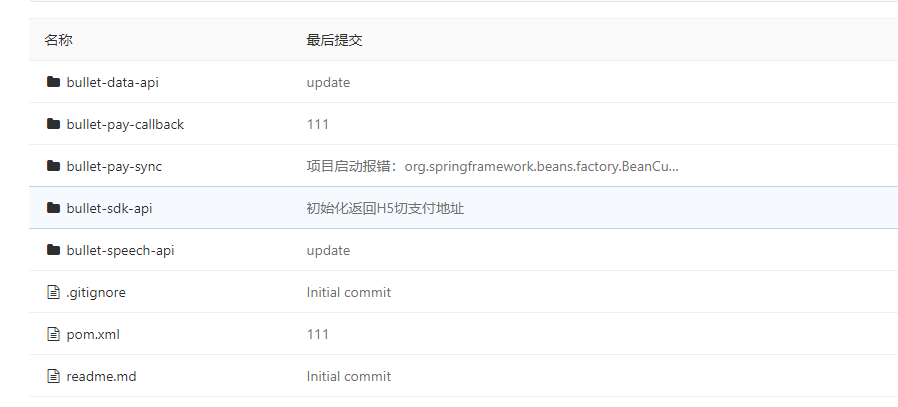 名称 最后提交
bullet-data-api update
bullet-pay-callback 111
bullet-pay-sync 项目启动报错：org.springframework.beans.factory.BeanCu...
bullet-sdk-api 初始化返回H5切支付地址
bullet-speech-api update
.gitignore Initial commit
pom.xml 111
readme.md Initial commit